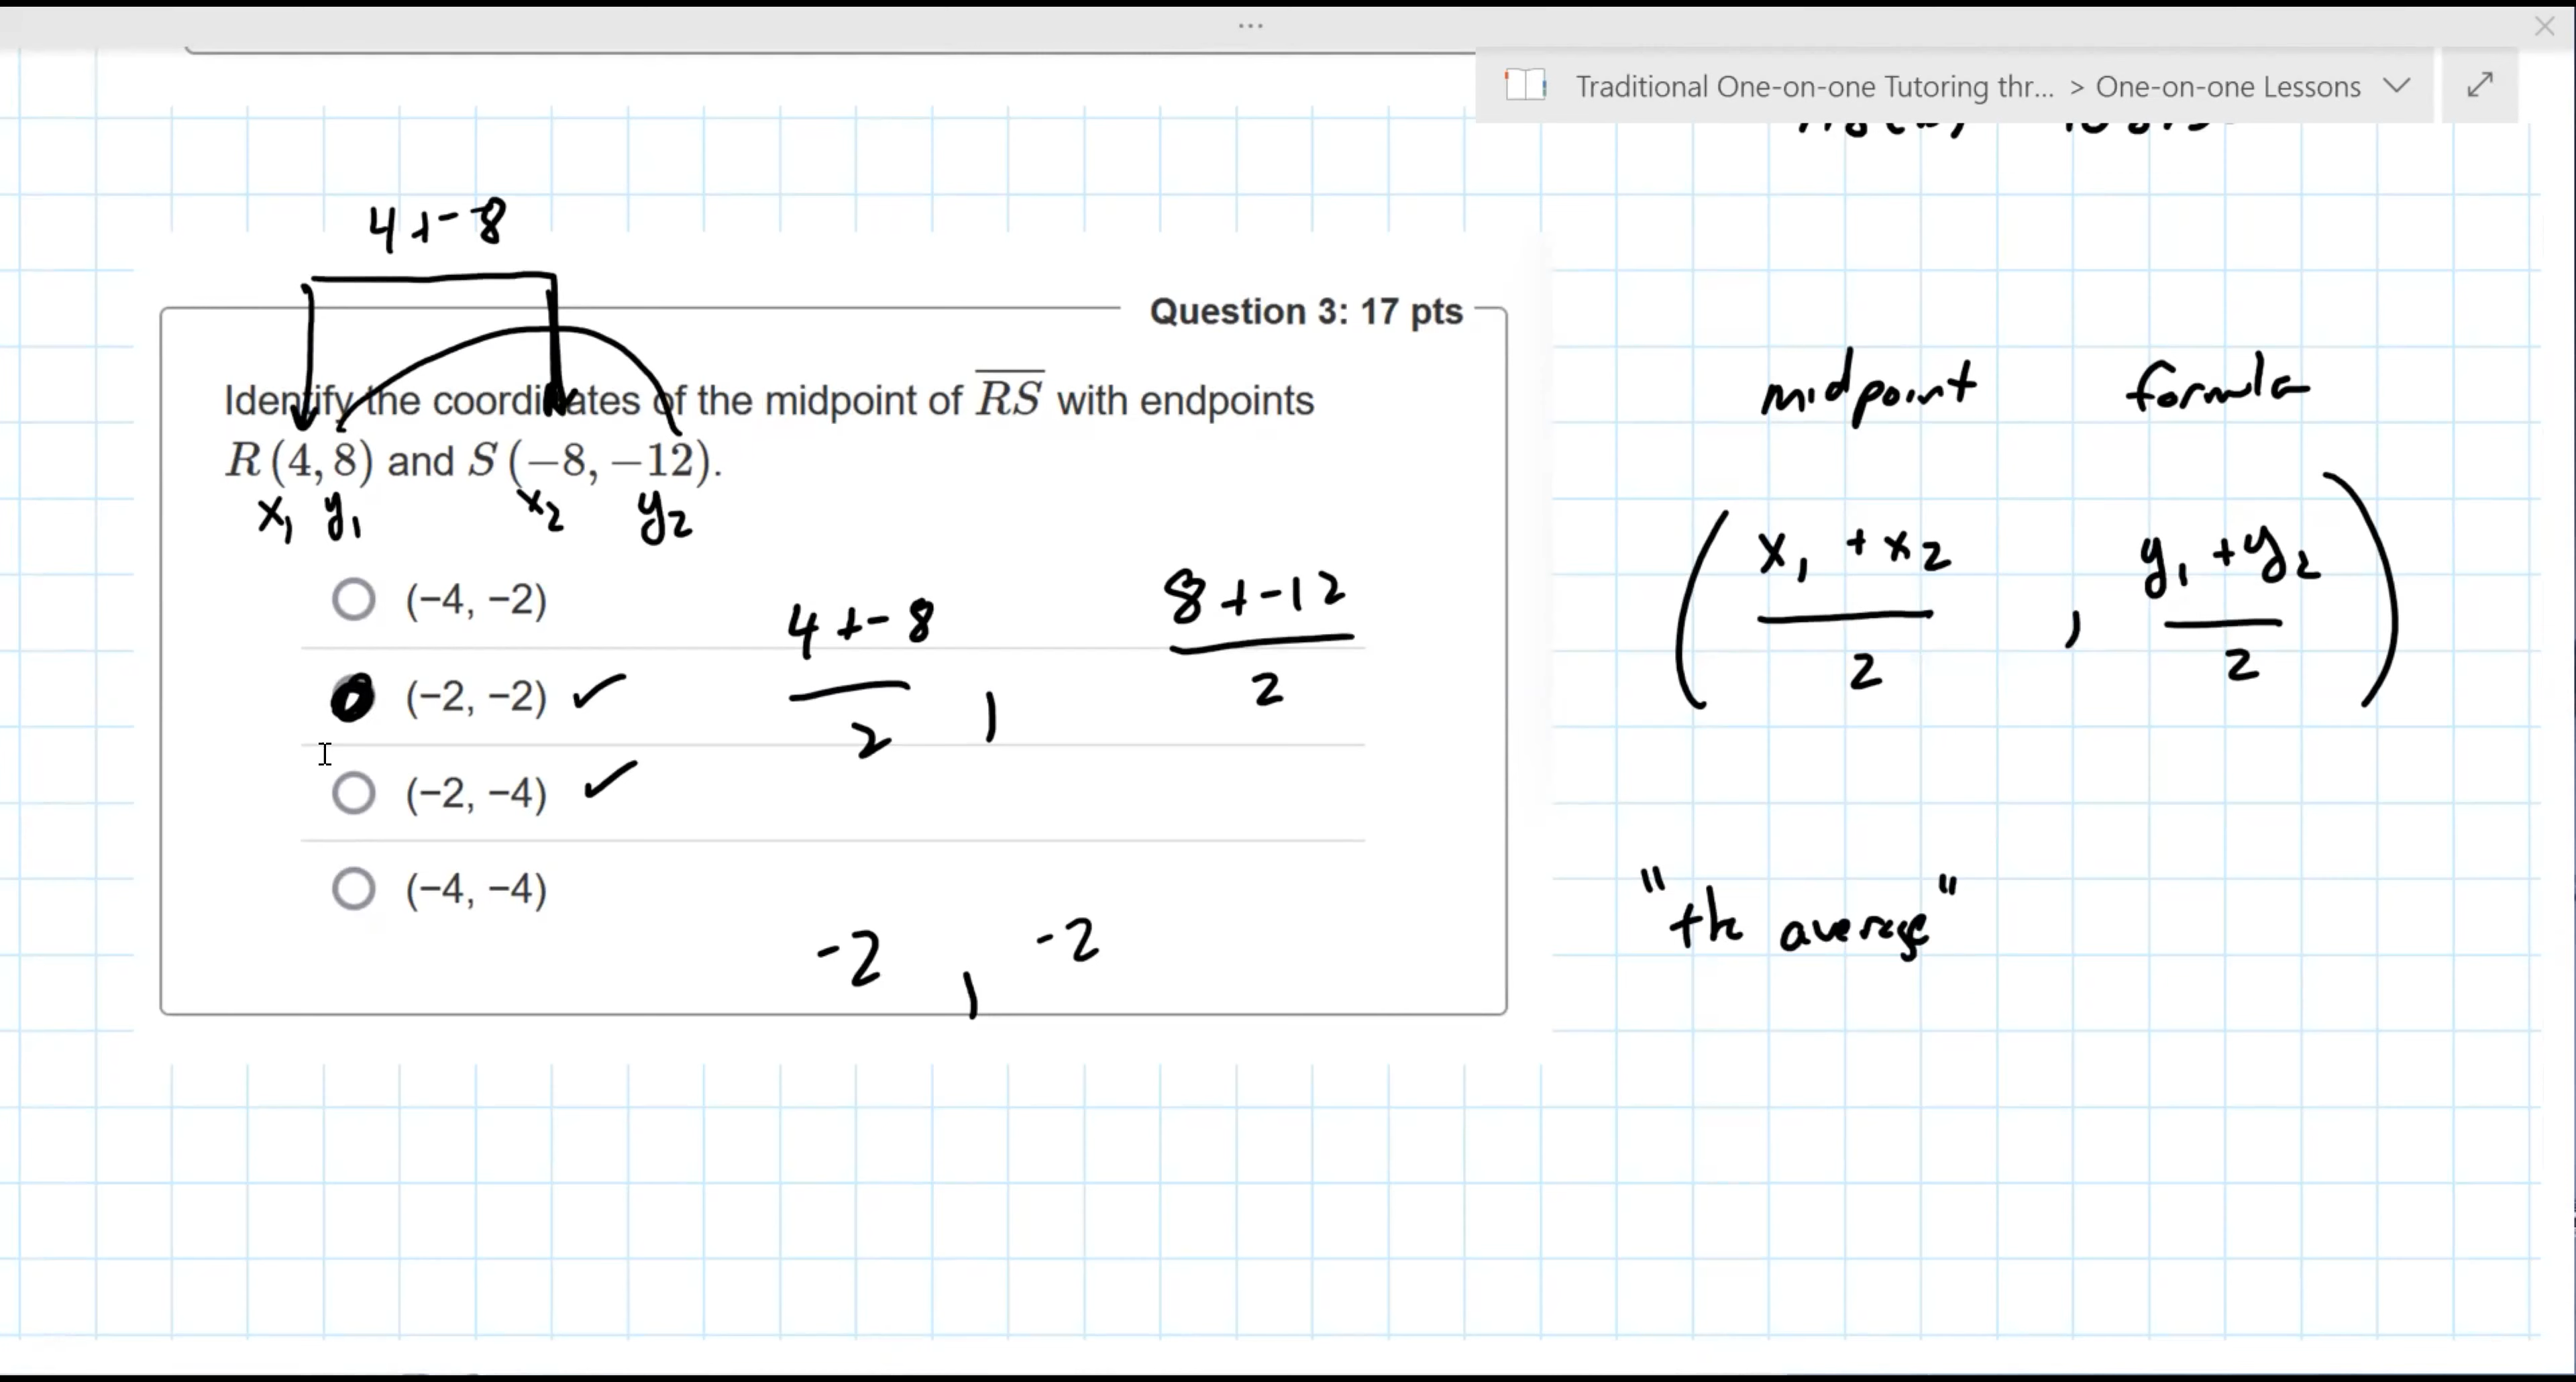 ...
Traditional One-on-one Tutoring thr... > One-on-one Lessons
4 + -8
Question 3: 17 pts
Identify the coordinates of the midpoint of RS with endpoints
R (4, 8) and S (−8, −12).
x₁ y₁ x₂ y₂
(−4, −2)
(−2, −2) ✓
(−2, −4) ✓
(−4, −4)
4 + -8 / 2 , 8 + -12 / 2
-2 , -2
midpoint formula
( x₁ + x₂ / 2 , y₁ + y₂ / 2 )
"the average"